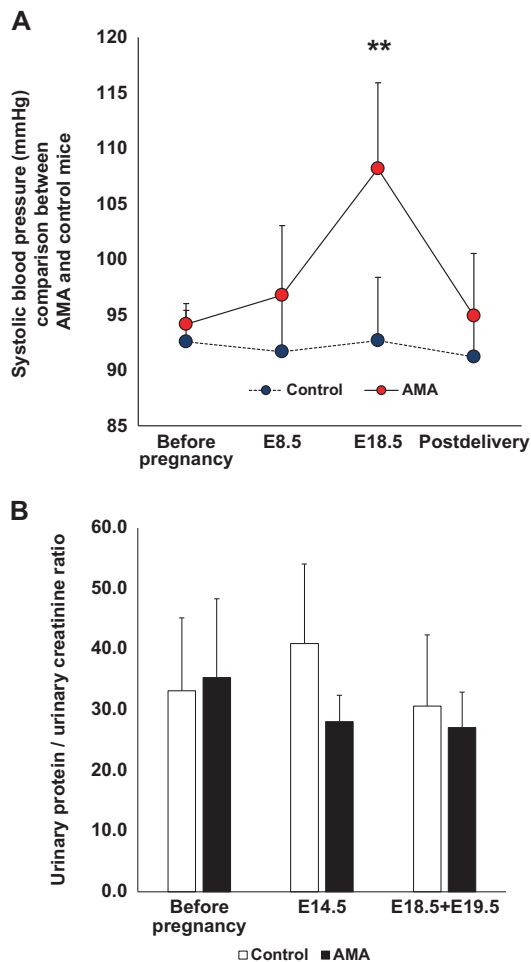 A
Systolic blood pressure (mmHg)
comparison between
AMA and control mice
120
115
110
105
100
95
90
85
**
Control
AMA
Before
pregnancy
E8.5
E18.5
Postdelivery
B
Urinary protein / urinary creatinine ratio
60.0
50.0
40.0
30.0
20.0
10.0
0.0
Before
pregnancy
E14.5
E18.5+E19.5
Control
AMA